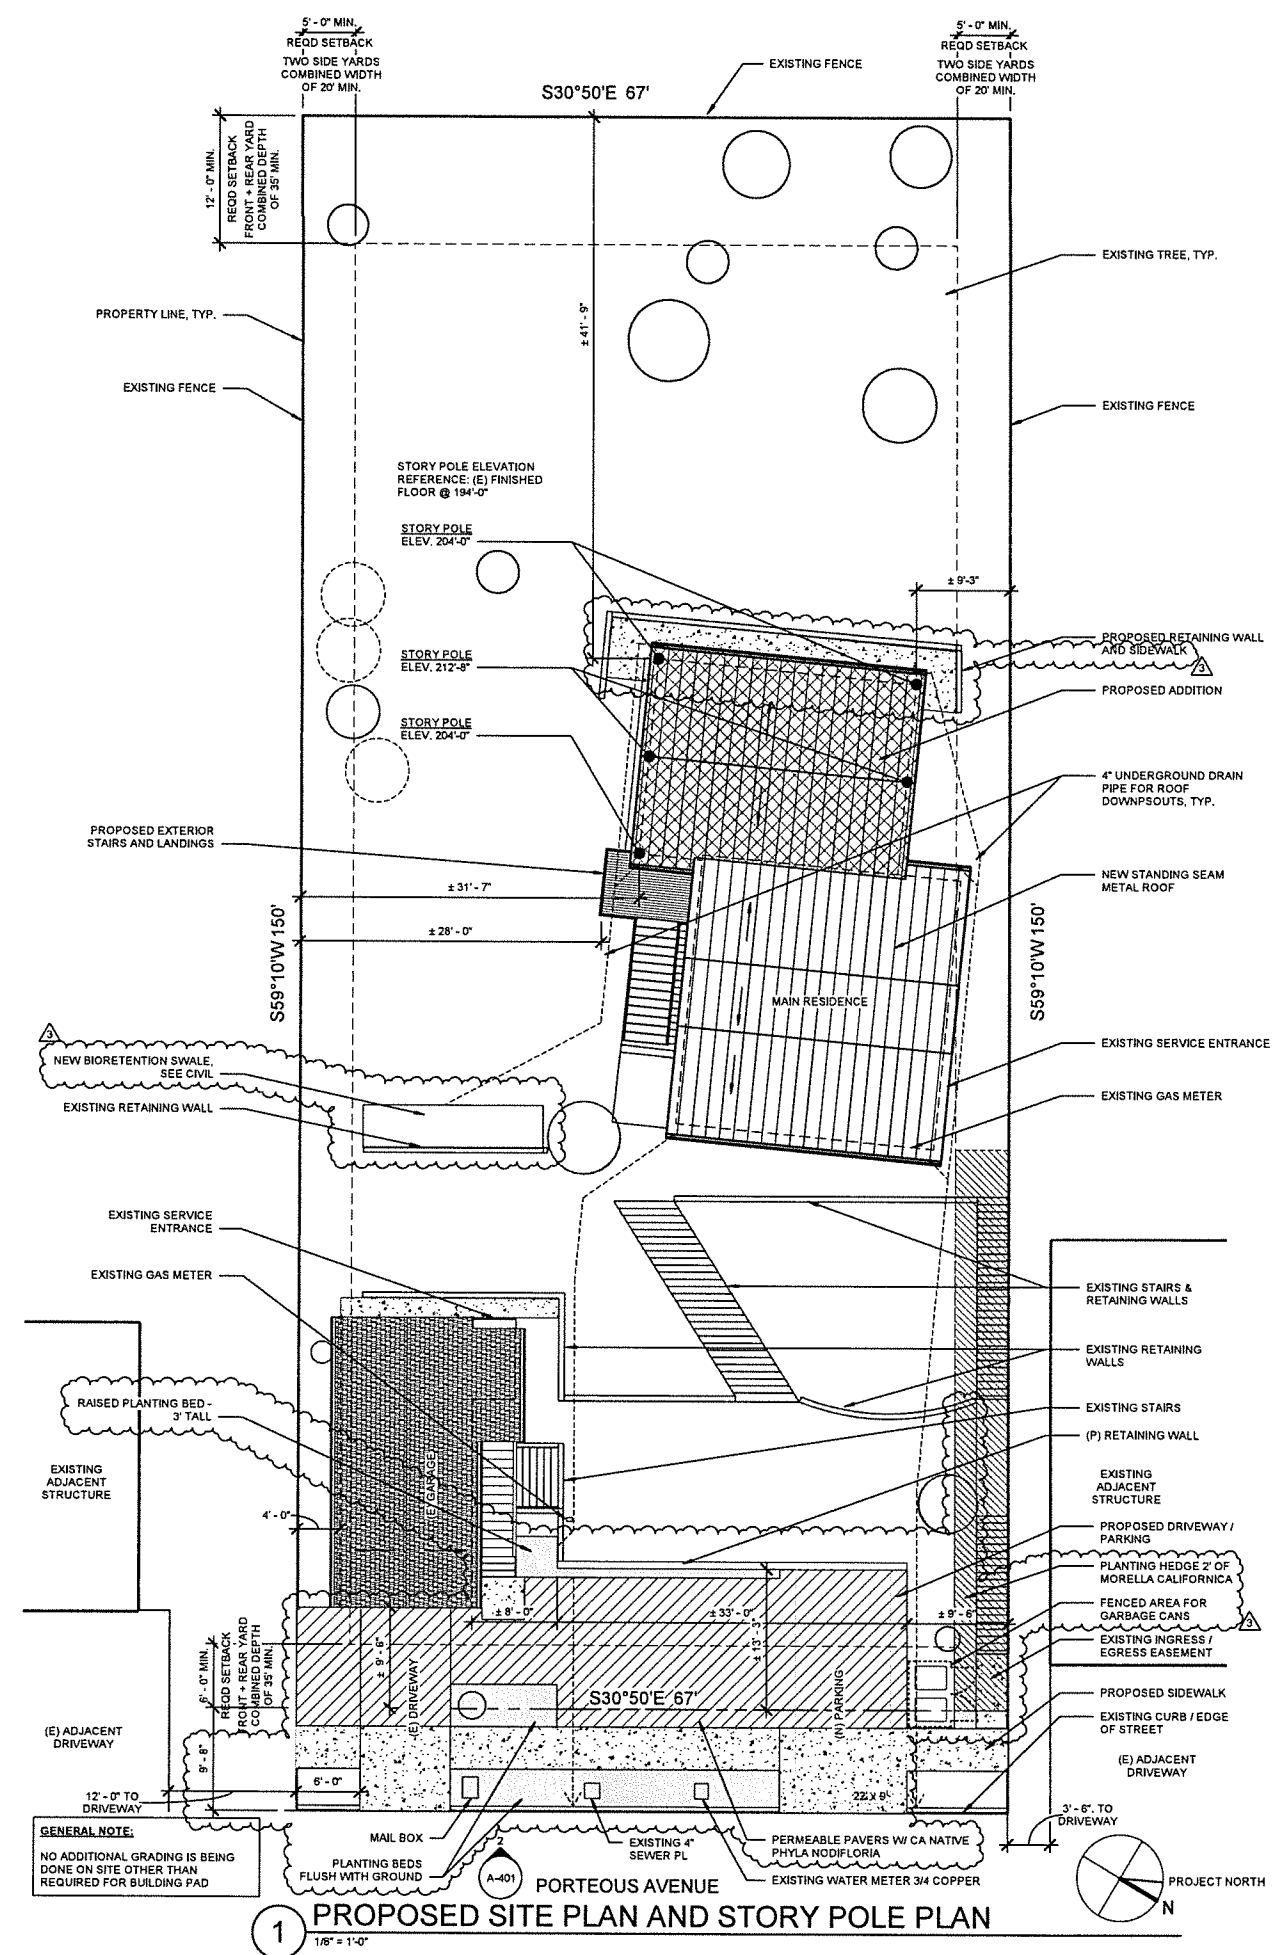 5' - 0" MIN.
REQD SETBACK
TWO SIDE YARDS
COMBINED WIDTH
OF 20' MIN.
5' - 0" MIN.
REQD SETBACK
TWO SIDE YARDS
COMBINED WIDTH
OF 20' MIN.
EXISTING FENCE
S30°50'E 67'
12' - 0" MIN.
REQD SETBACK
FRONT + REAR YARD
COMBINED DEPTH
OF 35' MIN.
EXISTING TREE, TYP.
PROPERTY LINE, TYP.
± 41' - 9"
EXISTING FENCE
EXISTING FENCE
STORY POLE ELEVATION
REFERENCE: (E) FINISHED
FLOOR @ 194'-0"
STORY POLE
ELEV. 204'-0"
± 9'-3"
PROPOSED RETAINING WALL
AND SIDEWALK
3
STORY POLE
ELEV. 212'-8"
PROPOSED ADDITION
STORY POLE
ELEV. 204'-0"
4" UNDERGROUND DRAIN
PIPE FOR ROOF
DOWNPSOUTS, TYP.
PROPOSED EXTERIOR
STAIRS AND LANDINGS
NEW STANDING SEAM
METAL ROOF
± 31' - 7"
± 28' - 0"
S59°10'W 150'
S59°10'W 150'
MAIN RESIDENCE
3
NEW BIORETENTION SWALE,
SEE CIVIL
EXISTING SERVICE ENTRANCE
EXISTING RETAINING WALL
EXISTING GAS METER
EXISTING SERVICE
ENTRANCE
EXISTING GAS METER
EXISTING STAIRS &
RETAINING WALLS
EXISTING RETAINING
WALLS
RAISED PLANTING BED -
3' TALL
EXISTING STAIRS
(P) RETAINING WALL
EXISTING
ADJACENT
STRUCTURE
GARAGE
EXISTING
ADJACENT
STRUCTURE
4' - 0"
PROPOSED DRIVEWAY /
PARKING
PLANTING HEDGE 2' OF
MORELLA CALIFORNICA
FENCED AREA FOR
GARBAGE CANS
3
± 8' - 0"
± 33' - 0"
± 9' - 6"
± 13' - 3"
± 9' - 6"
EXISTING INGRESS /
EGRESS EASEMENT
6' - 0" MIN.
REQD SETBACK
FRONT + REAR YARD
COMBINED DEPTH
OF 35' MIN.
(E) DRIVEWAY
S30°50'E 67'
(N) PARKING
PROPOSED SIDEWALK
EXISTING CURB / EDGE
OF STREET
(E) ADJACENT
DRIVEWAY
9' - 8"
(E) ADJACENT
DRIVEWAY
6' - 0"
12' - 0" TO
DRIVEWAY
22' X 9'
3' - 6". TO
DRIVEWAY
GENERAL NOTE:
NO ADDITIONAL GRADING IS BEING
DONE ON SITE OTHER THAN
REQUIRED FOR BUILDING PAD
MAIL BOX
PLANTING BEDS
FLUSH WITH GROUND
2
A-401
EXISTING 4"
SEWER PL
PERMEABLE PAVERS W/ CA NATIVE
PHYLA NODIFLORIA
EXISTING WATER METER 3/4 COPPER
PORTEOUS AVENUE
PROJECT NORTH
N
1
PROPOSED SITE PLAN AND STORY POLE PLAN
1/8" = 1'-0"